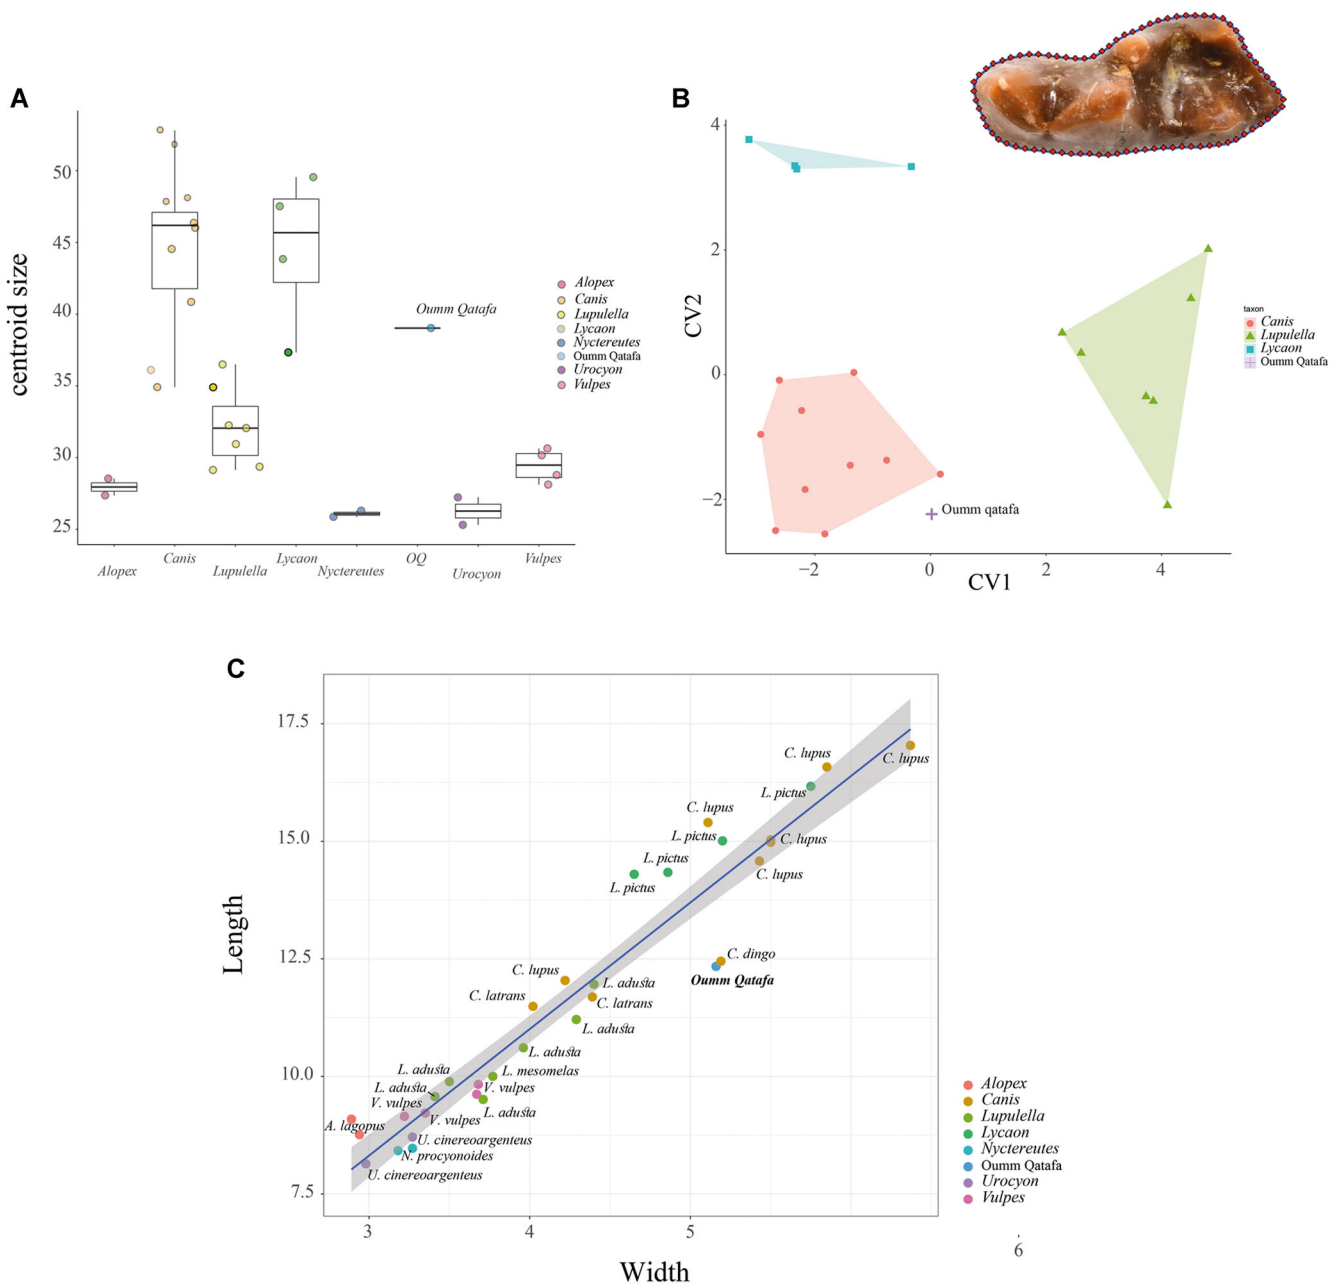 A
B
50
45
40
35
30
25
centroid size
Oumm Qatafa
Alopex
Canis
Lupulella
Lycaon
Nyctereutes
Oumm Qatafa
Urocyon
Vulpes
Alopex
Canis
Lupulella
Lycaon
Nyctereutes
OQ
Urocyon
Vulpes
4
2
0
−2
CV2
Oumm qatafa
taxon
Canis
Lupulella
Lycaon
Oumm Qatafa
−2
0
2
4
CV1
C
17.5
15.0
12.5
10.0
7.5
Length
C. lupus
C. lupus
L. pictus
C. lupus
L. pictus
C. lupus
L. pictus
C. lupus
L. pictus
C. dingo
Oumm Qatafa
C. lupus
L. adusta
C. latrans
C. latrans
L. adusta
L. adusta
L. adusta
L. mesomelas
L. adusta
V. vulpes
V. vulpes
L. adusta
V. vulpes
A. lagopus
U. cinereoargenteus
N. procyonoides
U. cinereoargenteus
Alopex
Canis
Lupulella
Lycaon
Nyctereutes
Oumm Qatafa
Urocyon
Vulpes
3
4
5
6
Width